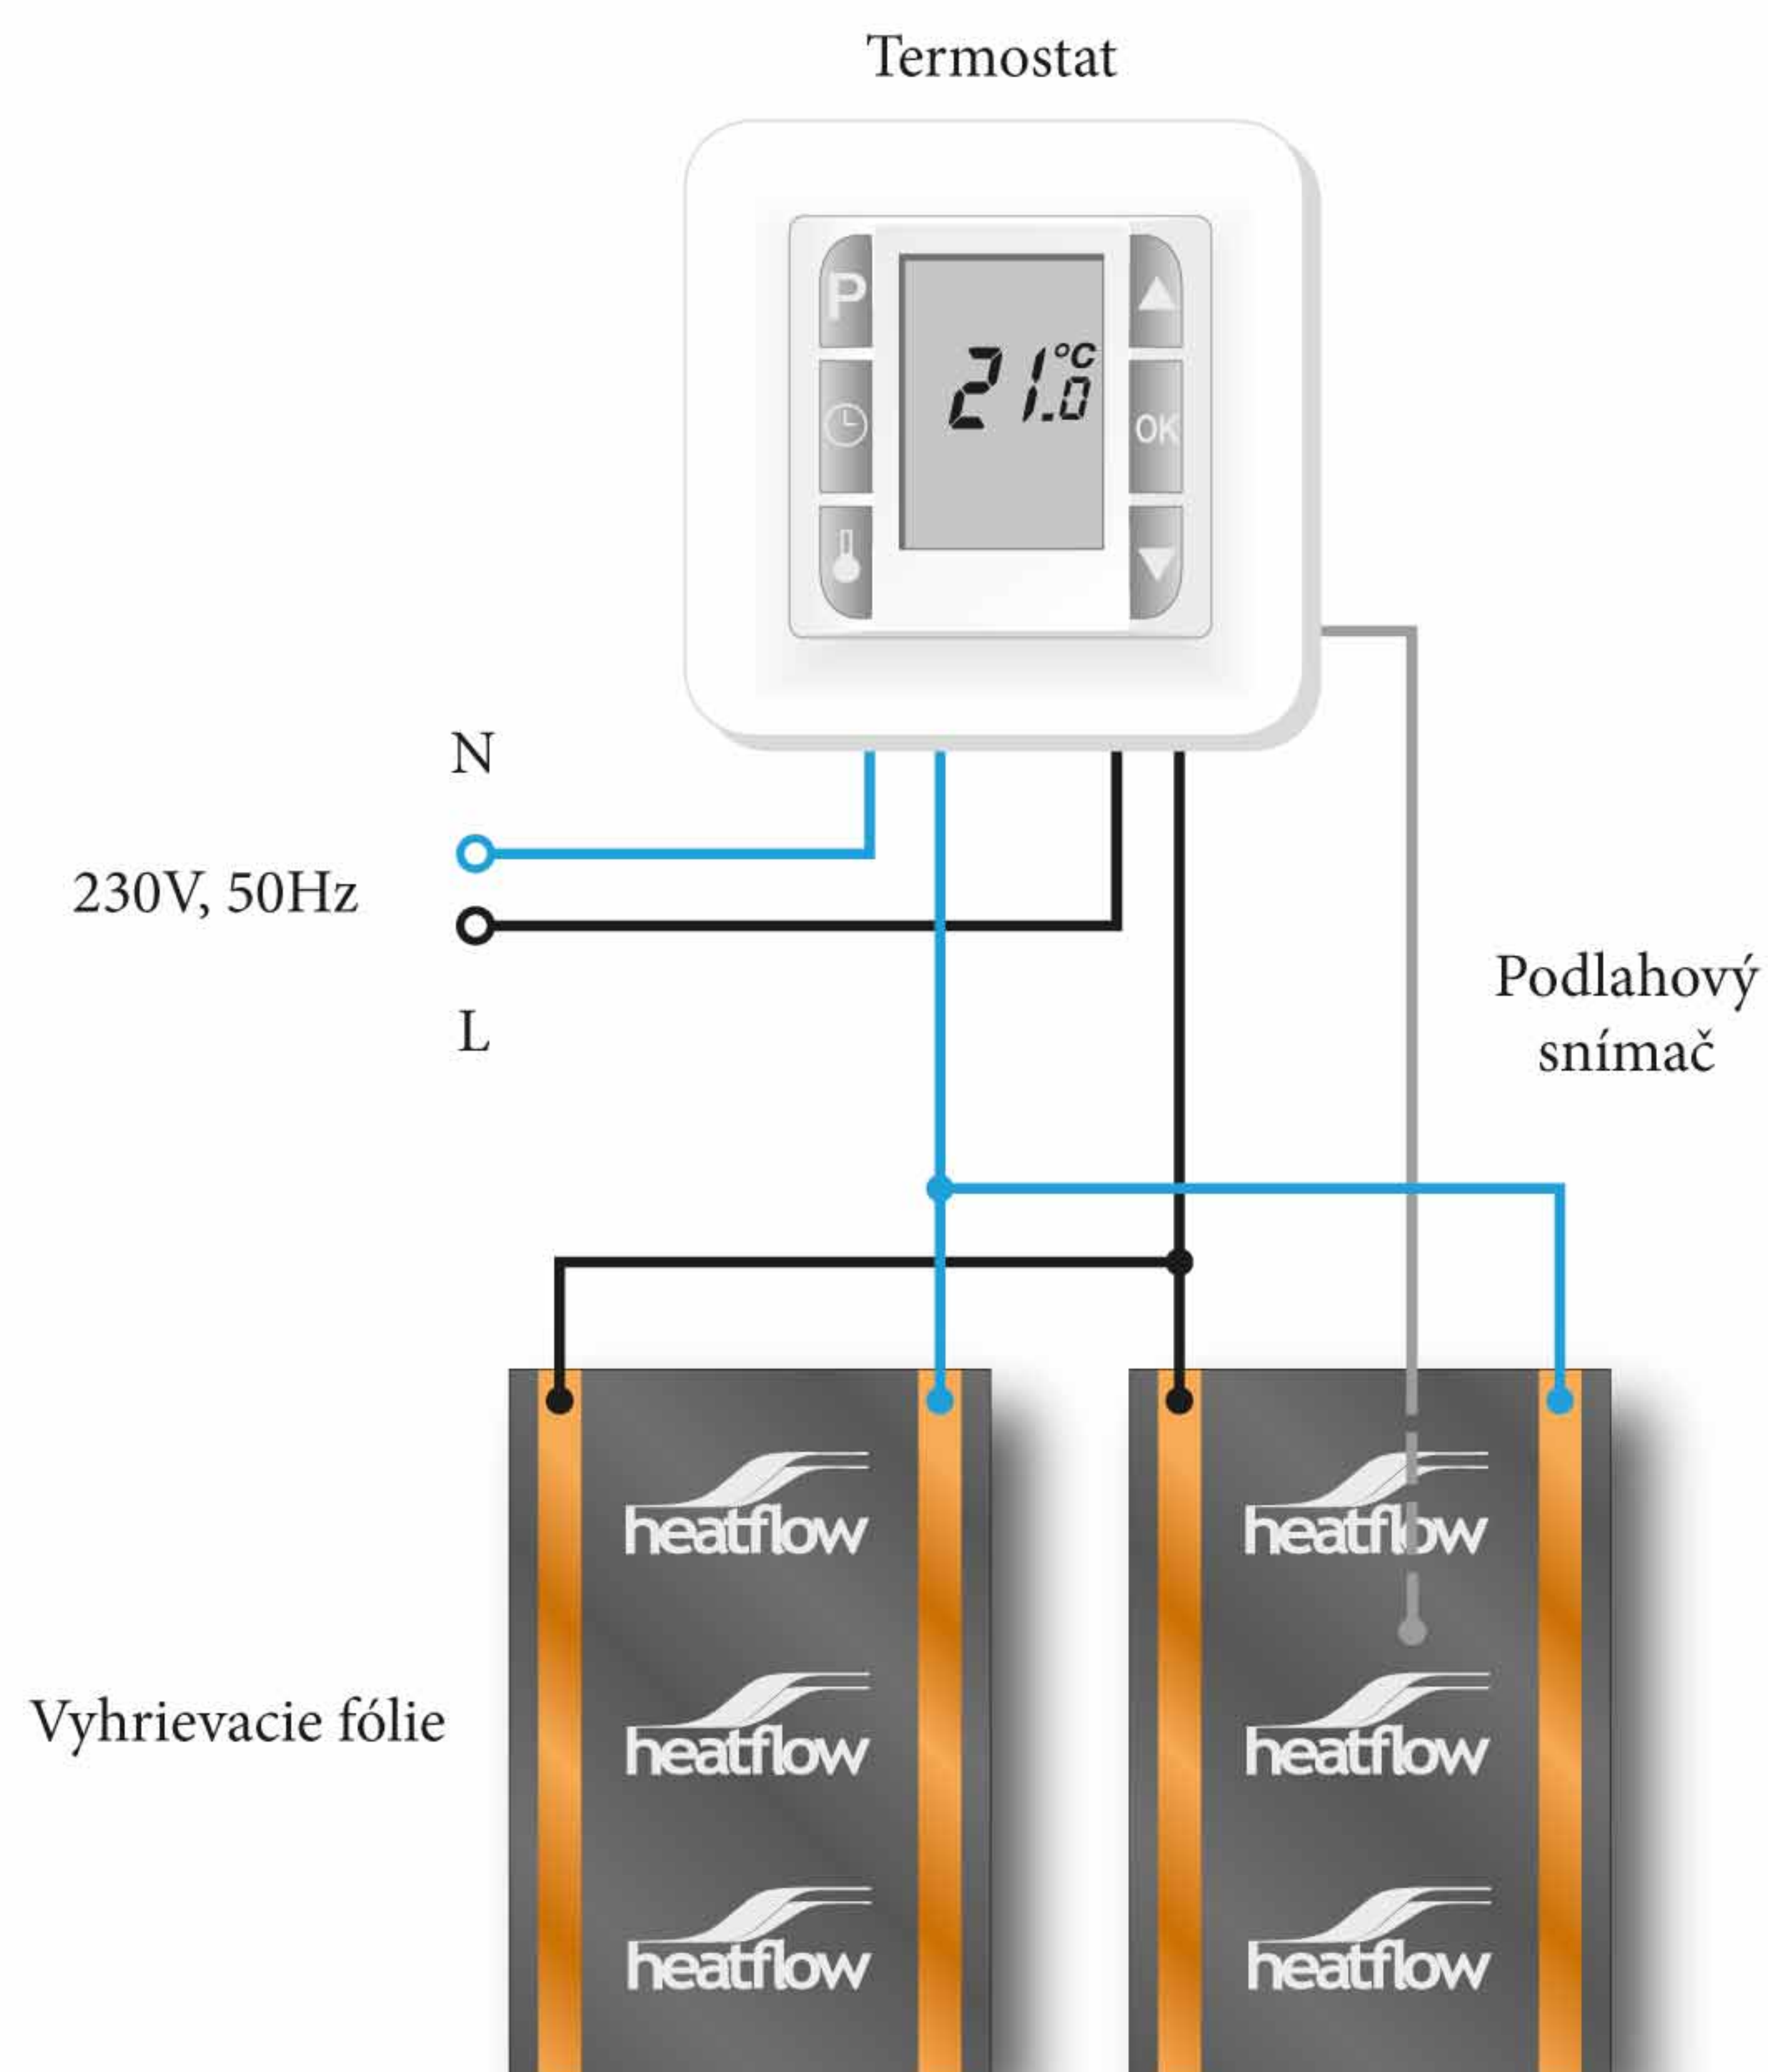 Termostat
P
21.0 °C
OK
N
230V, 50Hz
L
Podlahový
snímač
heatflow
heatflow
Vyhrievacie fólie
heatflow
heatflow
heatflow
heatflow